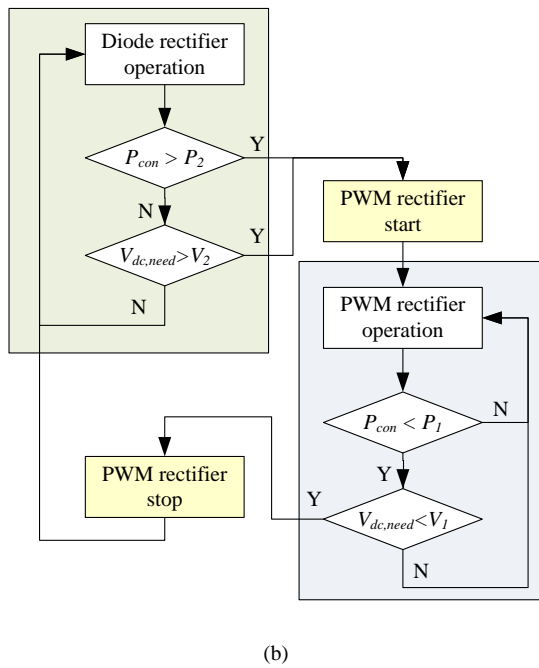 Diode rectifier
operation
P_con > P_2
Y
N
V_dc,need>V_2
Y
N
PWM rectifier
start
PWM rectifier
operation
P_con < P_1
N
Y
V_dc,need<V_1
Y
N
PWM rectifier
stop
(b)